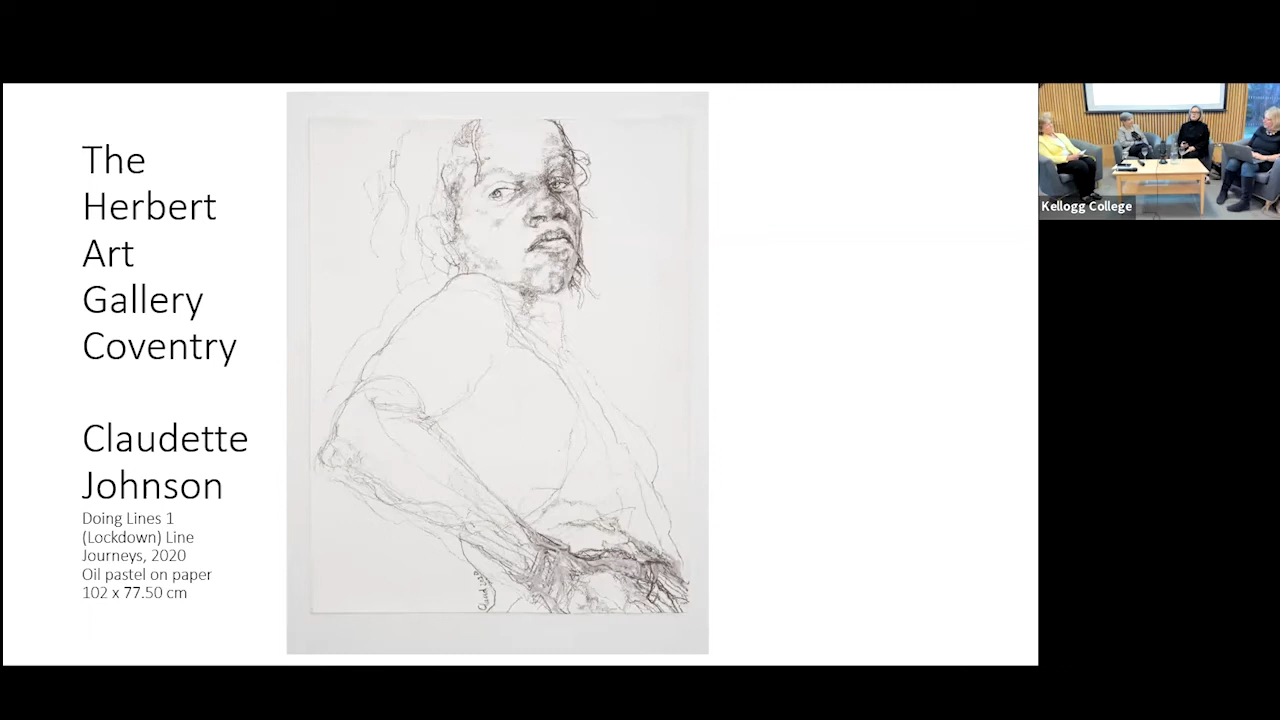 The
Herbert
Art
Gallery
Coventry
Claudette
Johnson
Doing Lines 1
(Lockdown) Line
Journeys, 2020
Oil pastel on paper
102 x 77.50 cm
Kellogg College